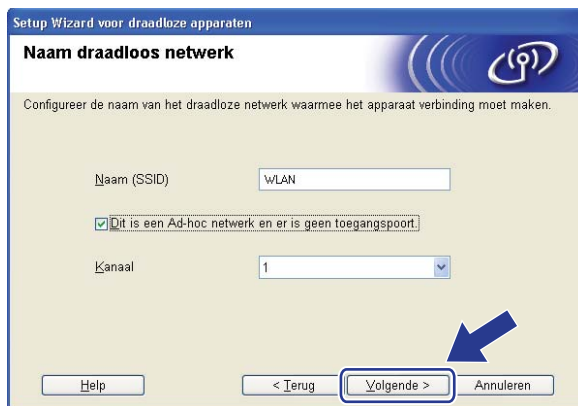 Setup Wizard voor draadloze apparaten
Naam draadloos netwerk
Configureer de naam van het draadloze netwerk waarmee het apparaat verbinding moet maken.
Naam (SSID) WLAN
Dit is een Ad-hoc netwerk en er is geen toegangspoort.
Kanaal 1
Help < Terug Volgende > Annuleren